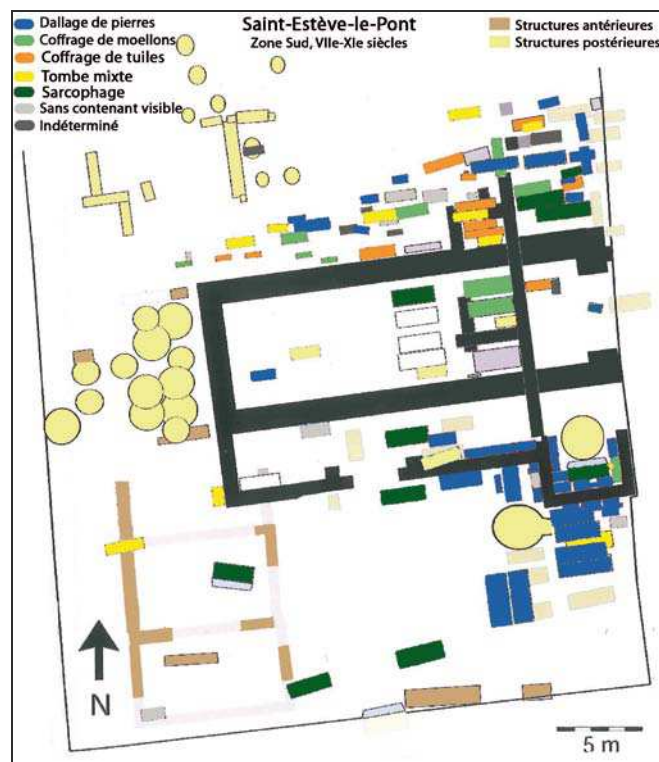 Saint-Estève-le-Pont
Zone Sud, VIIe-XIe siècles
Dallage de pierres
Coffrage de moellons
Coffrage de tuiles
Tombe mixte
Sarcophage
Sans contenant visible
Indéterminé
Structures antérieures
Structures postérieures
N
5 m